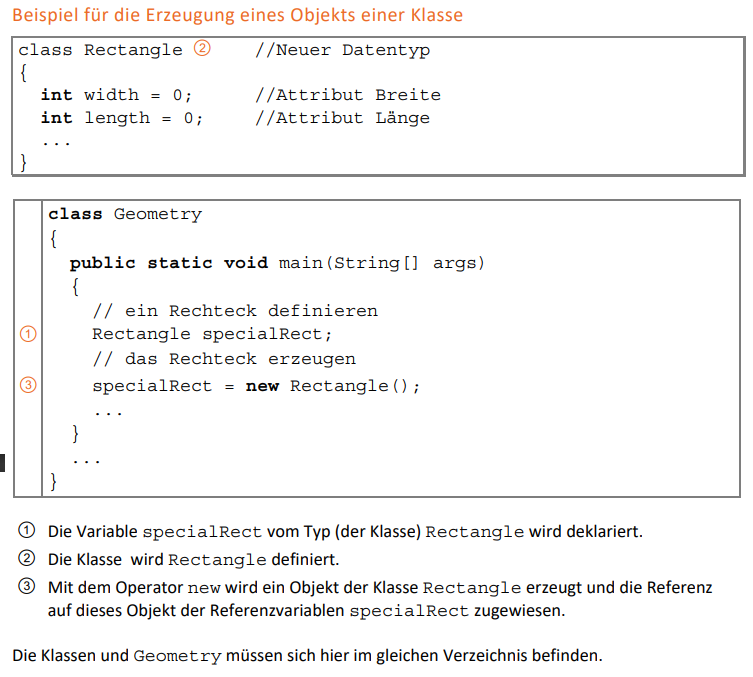 Beispiel für die Erzeugung eines Objekts einer Klasse
class Rectangle ② //Neuer Datentyp
{
int width = 0; //Attribut Breite
int length = 0; //Attribut Länge
...
}
class Geometry
{
public static void main(String[] args)
{
// ein Rechteck definieren
① Rectangle specialRect;
// das Rechteck erzeugen
③ specialRect = new Rectangle();
...
}
...
}
① Die Variable specialRect vom Typ (der Klasse) Rectangle wird deklariert.
② Die Klasse wird Rectangle definiert.
③ Mit dem Operator new wird ein Objekt der Klasse Rectangle erzeugt und die Referenz
auf dieses Objekt der Referenzvariablen specialRect zugewiesen.
Die Klassen und Geometry müssen sich hier im gleichen Verzeichnis befinden.